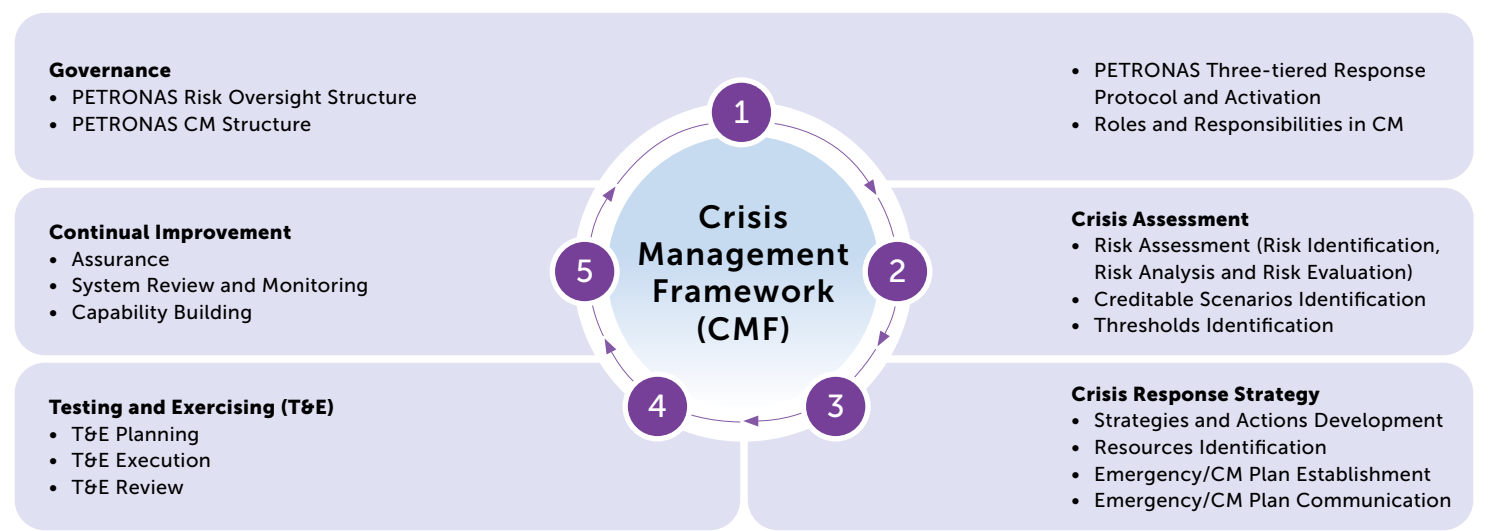 Governance
• PETRONAS Risk Oversight Structure
• PETRONAS CM Structure
• PETRONAS Three-tiered Response
Protocol and Activation
• Roles and Responsibilities in CM
1
Crisis
Management
Framework
(CMF)
2
Crisis Assessment
• Risk Assessment (Risk Identification,
Risk Analysis and Risk Evaluation)
• Creditable Scenarios Identification
• Thresholds Identification
3
Crisis Response Strategy
• Strategies and Actions Development
• Resources Identification
• Emergency/CM Plan Establishment
• Emergency/CM Plan Communication
4
Testing and Exercising (T&E)
• T&E Planning
• T&E Execution
• T&E Review
5
Continual Improvement
• Assurance
• System Review and Monitoring
• Capability Building